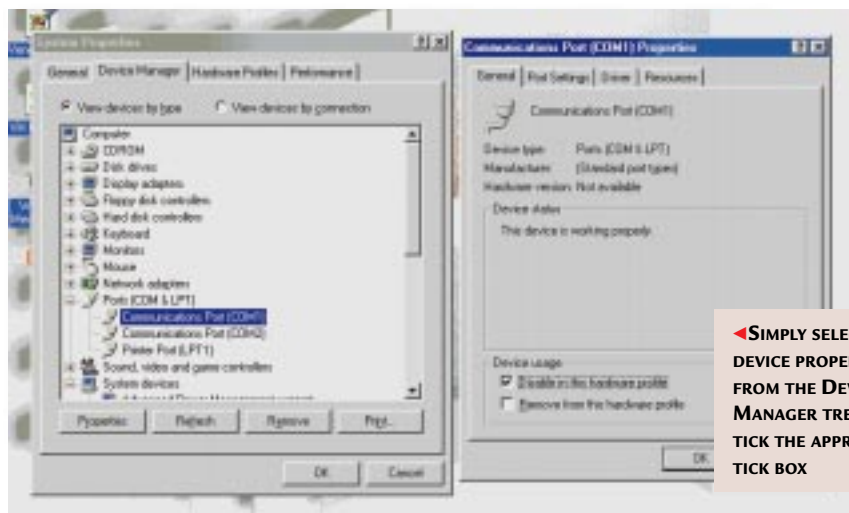 System Properties
General Device Manager Hardware Profiles Performance
View devices by type View devices by connection
Computer
CDROM
Disk drives
Display adapters
Floppy disk controllers
Hard disk controllers
Keyboard
Monitors
Mouse
Network adapters
Ports (COM & LPT)
Communications Port (COM1)
Communications Port (COM2)
Printer Port (LPT1)
Sound, video and game controllers
System devices
Properties Refresh Remove Print...
OK Cancel
Communications Port (COM1) Properties
General Port Settings Driver Resources
Communications Port (COM1)
Device type: Ports (COM & LPT)
Manufacturer: (Standard port types)
Hardware version: Not available
Device status
This device is working properly.
Device usage
Disable in this hardware profile
Remove from this hardware profile
OK
SIMPLY SELE
DEVICE PROPE
FROM THE DE
MANAGER TRE
TICK THE APPR
TICK BOX